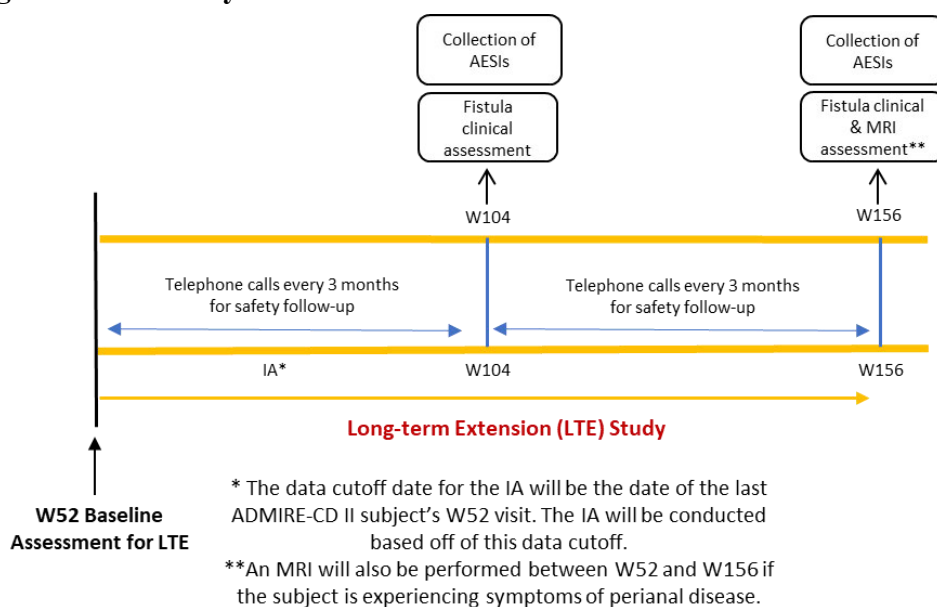 Collection of
AESIs
Collection of
AESIs
Fistula
clinical
assessment
Fistula clinical
& MRI
assessment**
W104
W156
Telephone calls every 3 months
for safety follow-up
Telephone calls every 3 months
for safety follow-up
IA*
W104
W156
Long-term Extension (LTE) Study
W52 Baseline
Assessment for LTE
* The data cutoff date for the IA will be the date of the last
ADMIRE-CD II subject's W52 visit. The IA will be conducted
based off of this data cutoff.
**An MRI will also be performed between W52 and W156 if
the subject is experiencing symptoms of perianal disease.